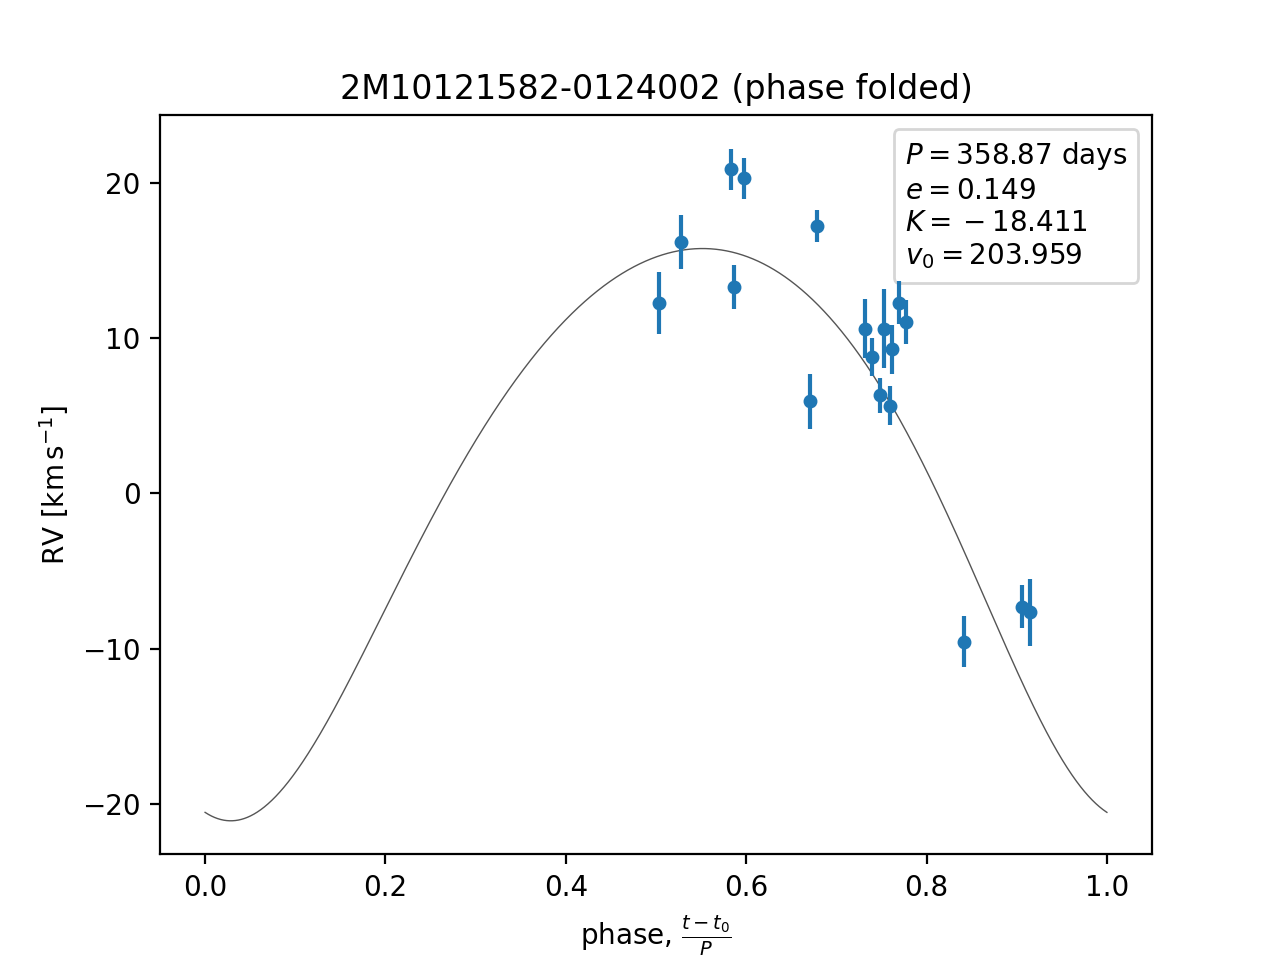 2M10121582-0124002 (phase folded)
P = 358.87 days
e = 0.149
K = −18.411
v₀ = 203.959
20
10
0
−10
−20
RV [km s⁻¹]
0.0 0.2 0.4 0.6 0.8 1.0
phase, (t − t₀)/P